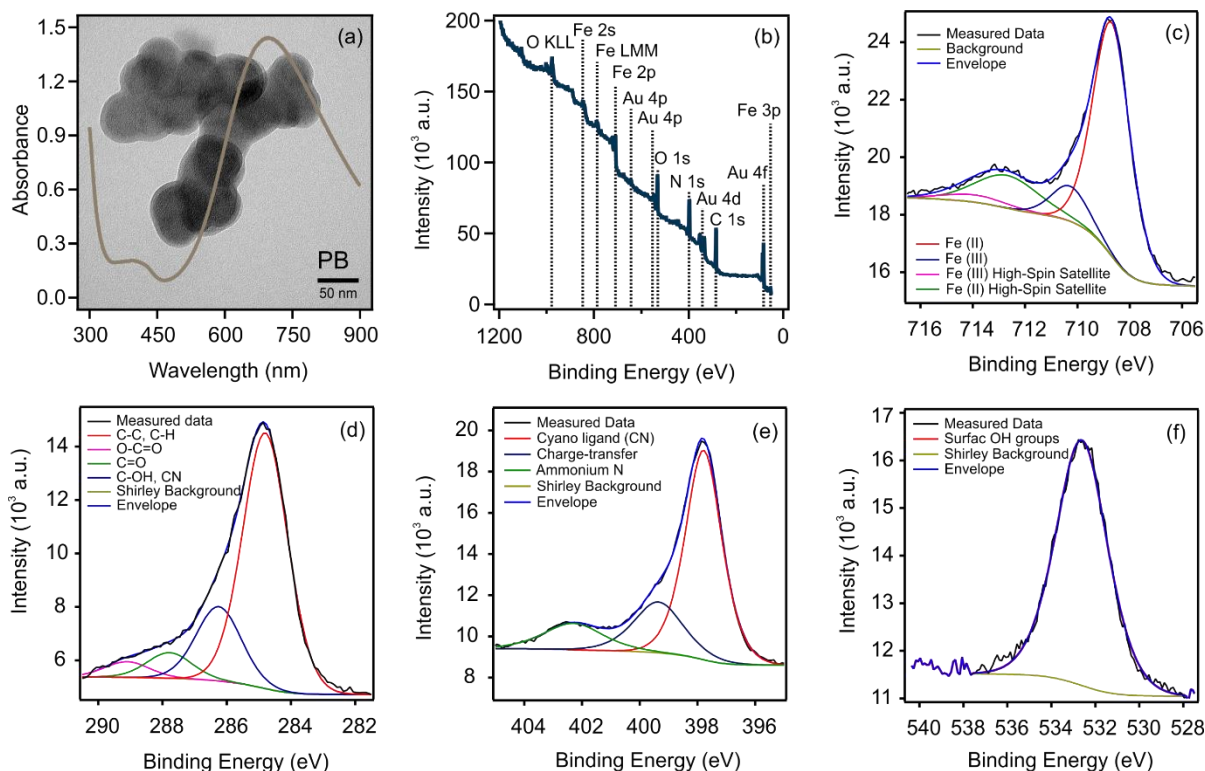 (a)
Absorbance
1.5
1.2
0.9
0.6
0.3
0.0
PB
50 nm
300 450 600 750 900
Wavelength (nm)
(b)
Intensity (10³ a.u.)
200
150
100
50
0
O KLL
Fe 2s
Fe LMM
Fe 2p
Au 4p
Au 4p
O 1s
N 1s
Au 4d
C 1s
Au 4f
Fe 3p
1200 800 400 0
Binding Energy (eV)
(c)
Intensity (10³ a.u.)
24
22
20
18
16
Measured Data
Background
Envelope
Fe (II)
Fe (III)
Fe (III) High-Spin Satellite
Fe (II) High-Spin Satellite
716 714 712 710 708 706
Binding Energy (eV)
(d)
Intensity (10³ a.u.)
14
12
10
8
6
Measured data
C-C, C-H
O-C=O
C=O
C-OH, CN
Shirley Background
Envelope
290 288 286 284 282
Binding Energy (eV)
(e)
Intensity (10³ a.u.)
20
18
16
14
12
10
8
Measured Data
Cyano ligand (CN)
Charge-transfer
Ammonium N
Shirley Background
Envelope
404 402 400 398 396
Binding Energy (eV)
(f)
Intensity (10³ a.u.)
17
16
15
14
13
12
11
Measured Data
Surfac OH groups
Shirley Background
Envelope
540 538 535 533 530 528
Binding Energy (eV)